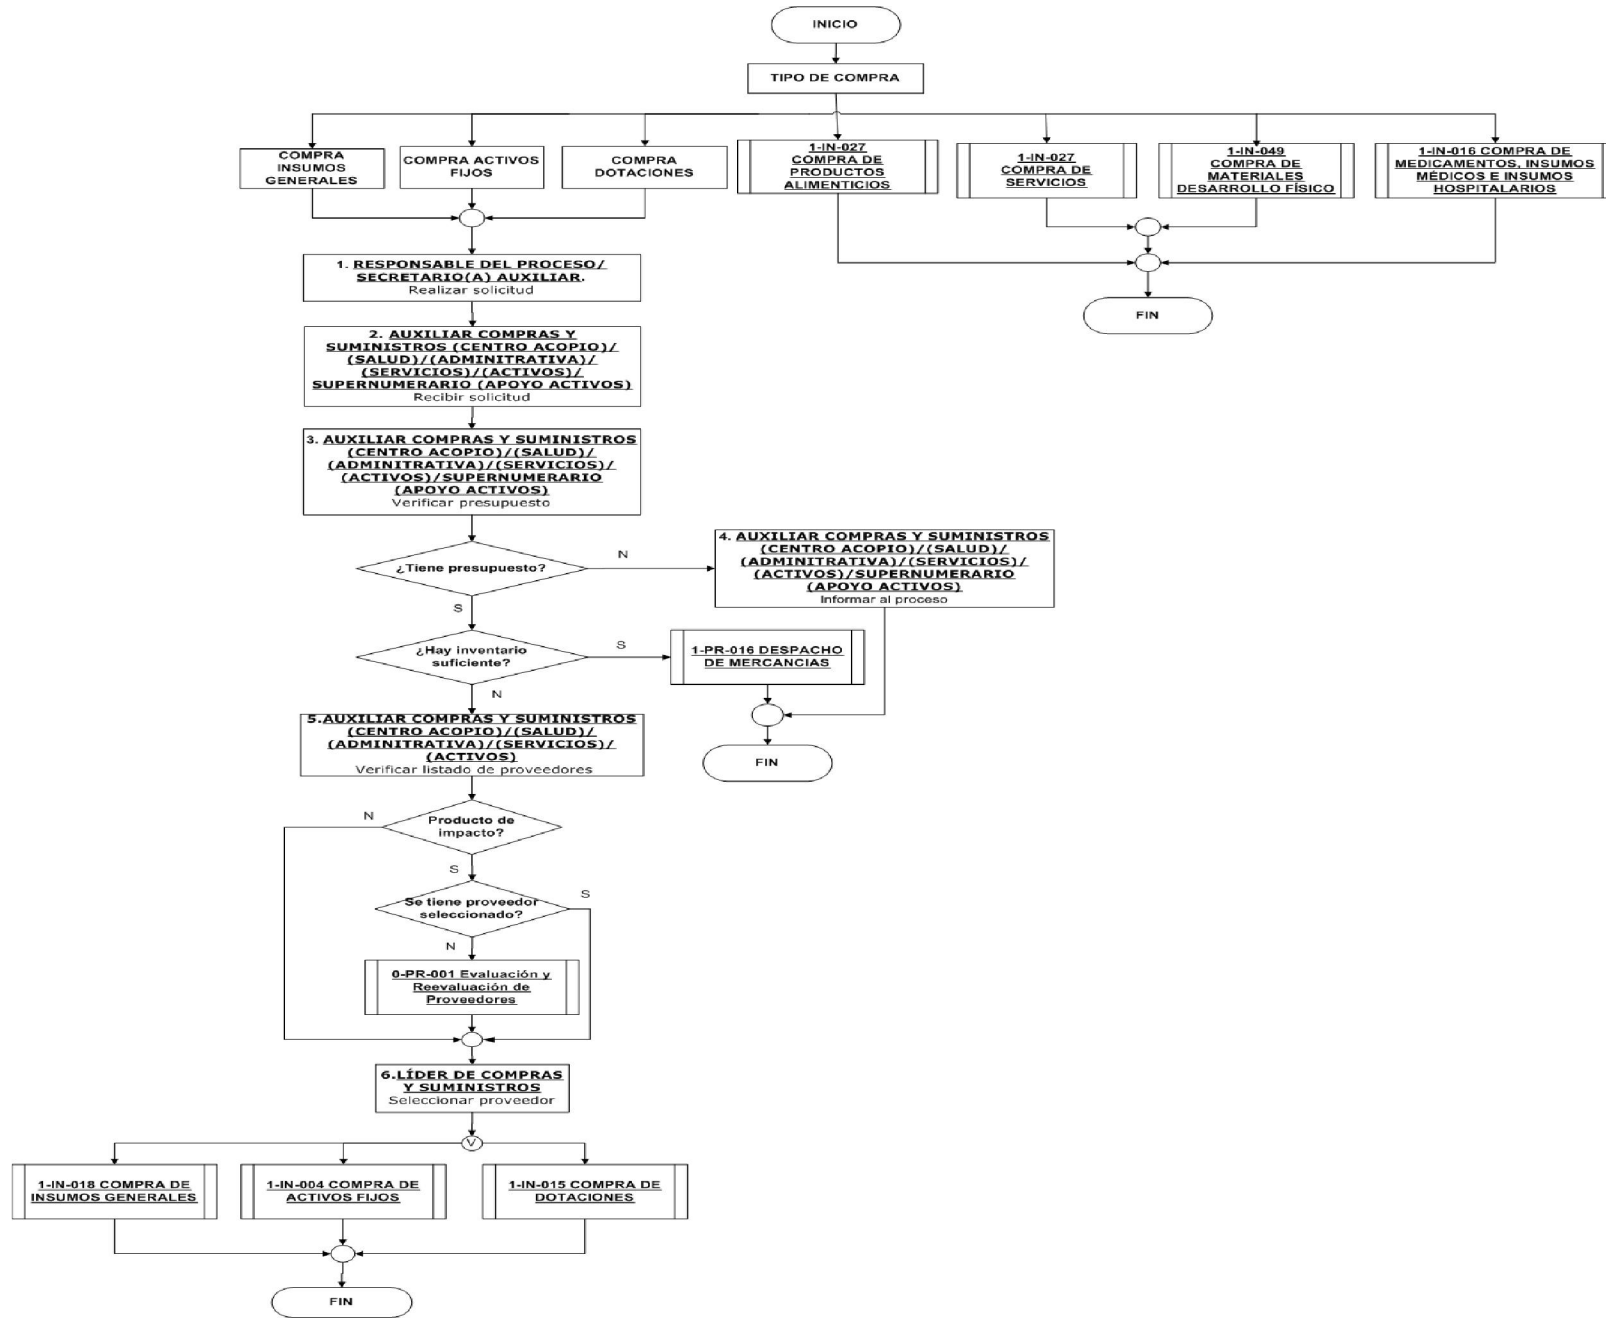 INICIO
TIPO DE COMPRA
COMPRA
INSUMOS
GENERALES
COMPRA ACTIVOS
FIJOS
COMPRA
DOTACIONES
1-IN-027
COMPRA DE
PRODUCTOS
ALIMENTICIOS
1-IN-027
COMPRA DE
SERVICIOS
1-IN-049
COMPRA DE
MATERIALES
DESARROLLO FÍSICO
1-IN-016 COMPRA DE
MEDICAMENTOS, INSUMOS
MÉDICOS E INSUMOS
HOSPITALARIOS
1. RESPONSABLE DEL PROCESO/
SECRETARIO(A) AUXILIAR.
Realizar solicitud
FIN
2. AUXILIAR COMPRAS Y
SUMINISTROS (CENTRO ACOPIO)/
(SALUD)/(ADMINITRATIVA)/
(SERVICIOS)/(ACTIVOS)/
SUPERNUMERARIO (APOYO ACTIVOS)
Recibir solicitud
3. AUXILIAR COMPRAS Y SUMINISTROS
(CENTRO ACOPIO)/(SALUD)/
(ADMINITRATIVA)/(SERVICIOS)/
(ACTIVOS)/SUPERNUMERARIO
(APOYO ACTIVOS)
Verificar presupuesto
¿Tiene presupuesto?
N
4. AUXILIAR COMPRAS Y SUMINISTROS
(CENTRO ACOPIO)/(SALUD)/
(ADMINITRATIVA)/(SERVICIOS)/
(ACTIVOS)/SUPERNUMERARIO
(APOYO ACTIVOS)
Informar al proceso
S
¿Hay inventario
suficiente?
S
1-PR-016 DESPACHO
DE MERCANCIAS
N
FIN
5.AUXILIAR COMPRAS Y SUMINISTROS
(CENTRO ACOPIO)/(SALUD)/
(ADMINITRATIVA)/(SERVICIOS)/
(ACTIVOS)
Verificar listado de proveedores
N
Producto de
impacto?
S
Se tiene proveedor
seleccionado?
S
N
0-PR-001 Evaluación y
Reevaluación de
Proveedores
6.LÍDER DE COMPRAS
Y SUMINISTROS
Seleccionar proveedor
V
1-IN-018 COMPRA DE
INSUMOS GENERALES
1-IN-004 COMPRA DE
ACTIVOS FIJOS
1-IN-015 COMPRA DE
DOTACIONES
FIN